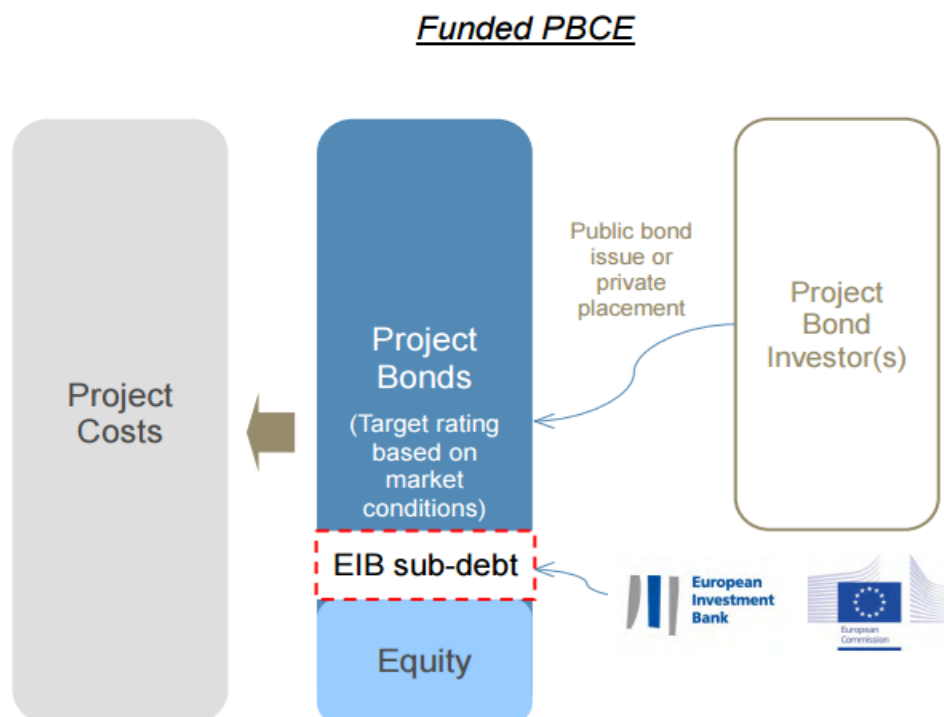 Funded PBCE
Project
Costs
Project
Bonds
(Target rating
based on
market
conditions)
EIB sub-debt
Equity
Public bond
issue or
private
placement
Project
Bond
Investor(s)
European
Investment
Bank
European
Commission